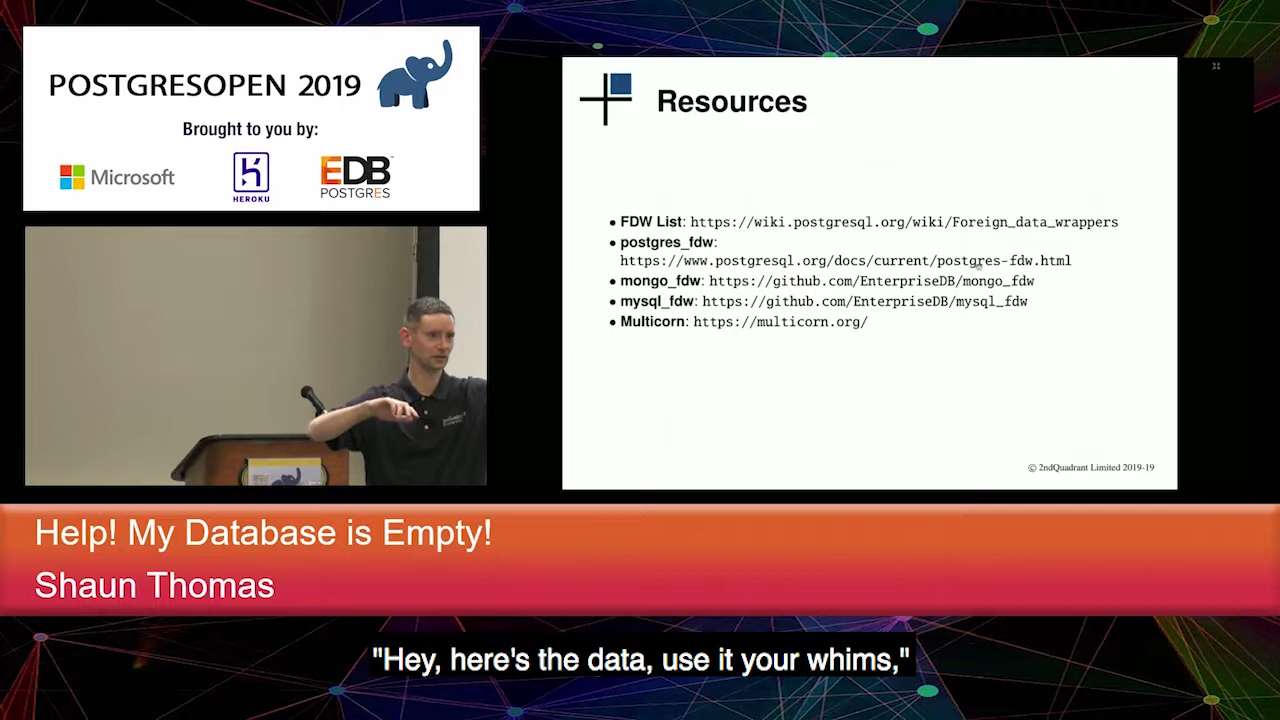 POSTGRESOPEN 2019
Brought to you by:
Microsoft
HEROKU
EDB
POSTGRES
Resources
• FDW List: https://wiki.postgresql.org/wiki/Foreign_data_wrappers
• postgres_fdw:
https://www.postgresql.org/docs/current/postgres-fdw.html
• mongo_fdw: https://github.com/EnterpriseDB/mongo_fdw
• mysql_fdw: https://github.com/EnterpriseDB/mysql_fdw
• Multicorn: https://multicorn.org/
© 2ndQuadrant Limited 2019-19
Help! My Database is Empty!
Shaun Thomas
"Hey, here's the data, use it your whims,"